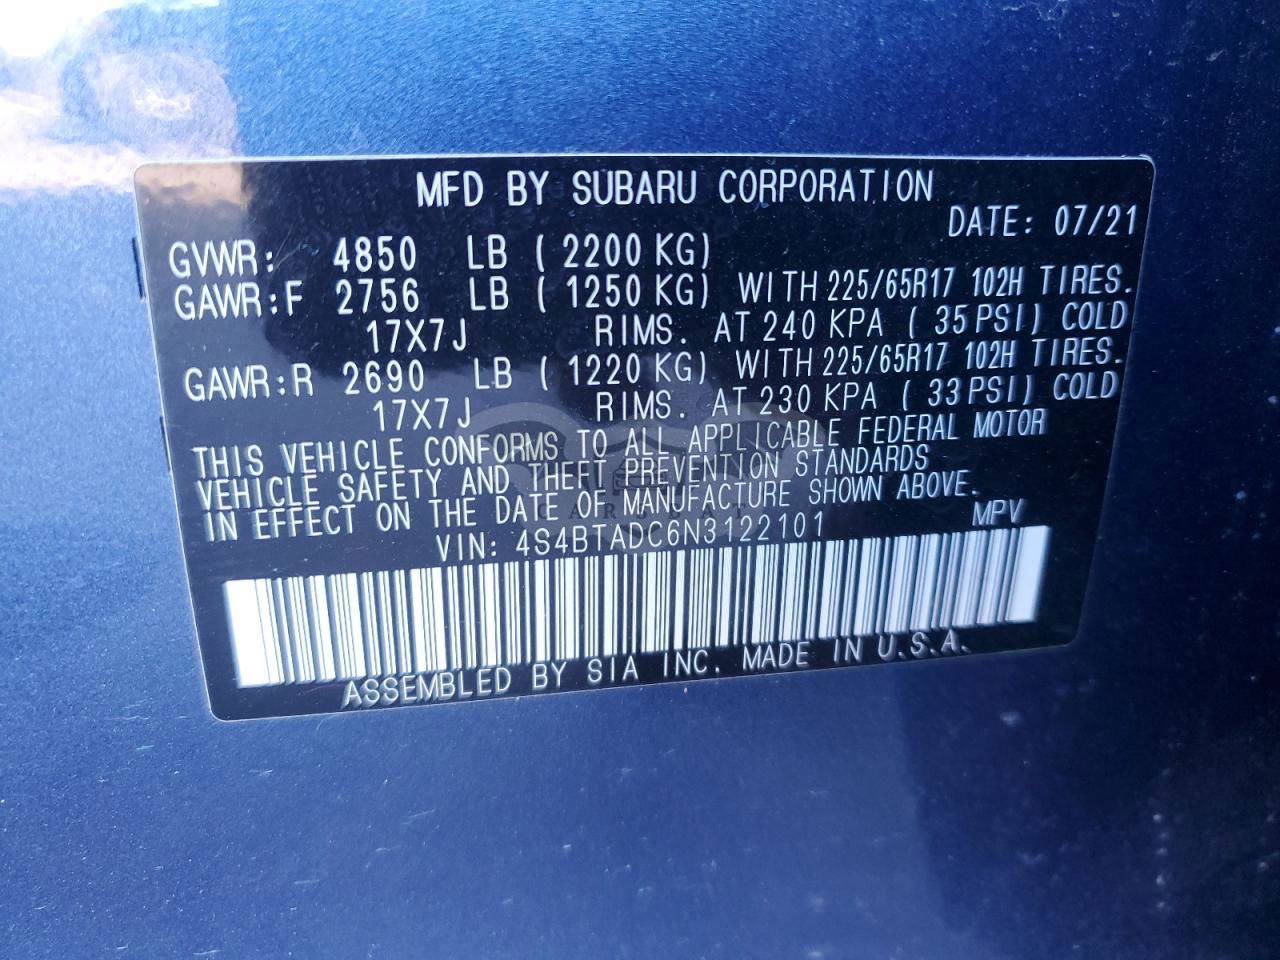 MFD BY SUBARU CORPORATION
DATE: 07/21
GVWR: 4850 LB ( 2200 KG)
GAWR:F 2756 LB ( 1250 KG) WITH 225/65R17 102H TIRES.
17X7J RIMS. AT 240 KPA ( 35 PSI) COLD
GAWR:R 2690 LB ( 1220 KG) WITH 225/65R17 102H TIRES.
17X7J RIMS. AT 230 KPA ( 33 PSI) COLD
THIS VEHICLE CONFORMS TO ALL APPLICABLE FEDERAL MOTOR
VEHICLE SAFETY AND THEFT PREVENTION STANDARDS
IN EFFECT ON THE DATE OF MANUFACTURE SHOWN ABOVE.
VIN: 4S4BTADC6N3122101 MPV
ASSEMBLED BY SIA INC. MADE IN U.S.A.